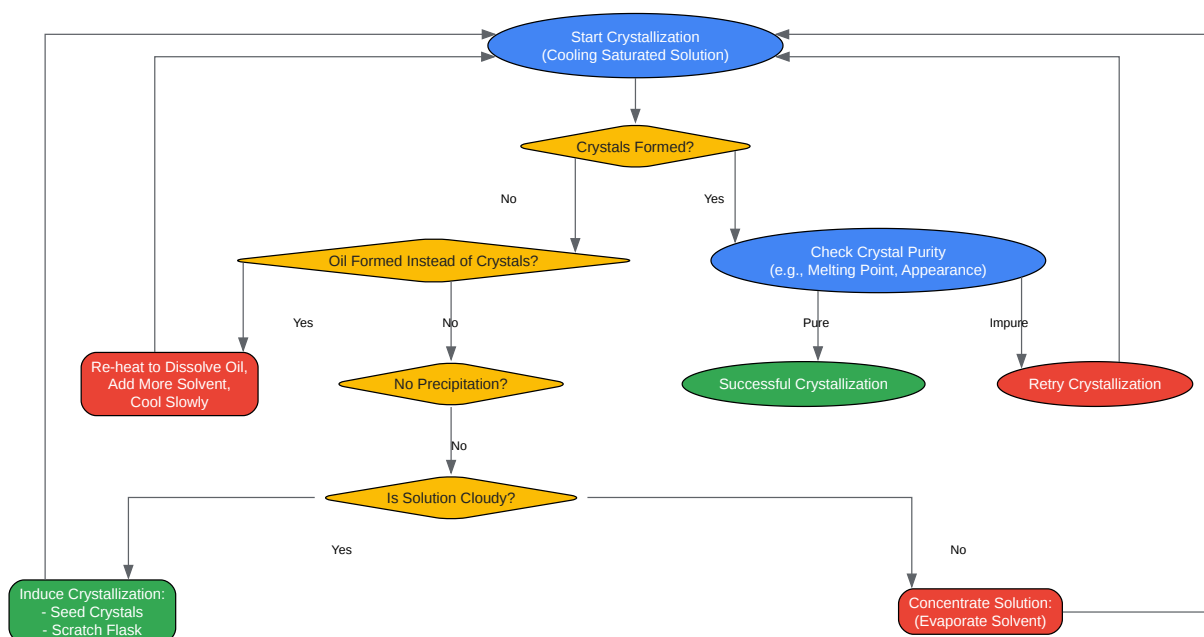 Start Crystallization
(Cooling Saturated Solution)
Crystals Formed?
No
Yes
Oil Formed Instead of Crystals?
Check Crystal Purity
(e.g., Melting Point, Appearance)
Yes
No
Pure
Impure
Re-heat to Dissolve Oil,
Add More Solvent,
Cool Slowly
No Precipitation?
Successful Crystallization
Retry Crystallization
No
Is Solution Cloudy?
Yes
No
Induce Crystallization:
- Seed Crystals
- Scratch Flask
Concentrate Solution:
(Evaporate Solvent)